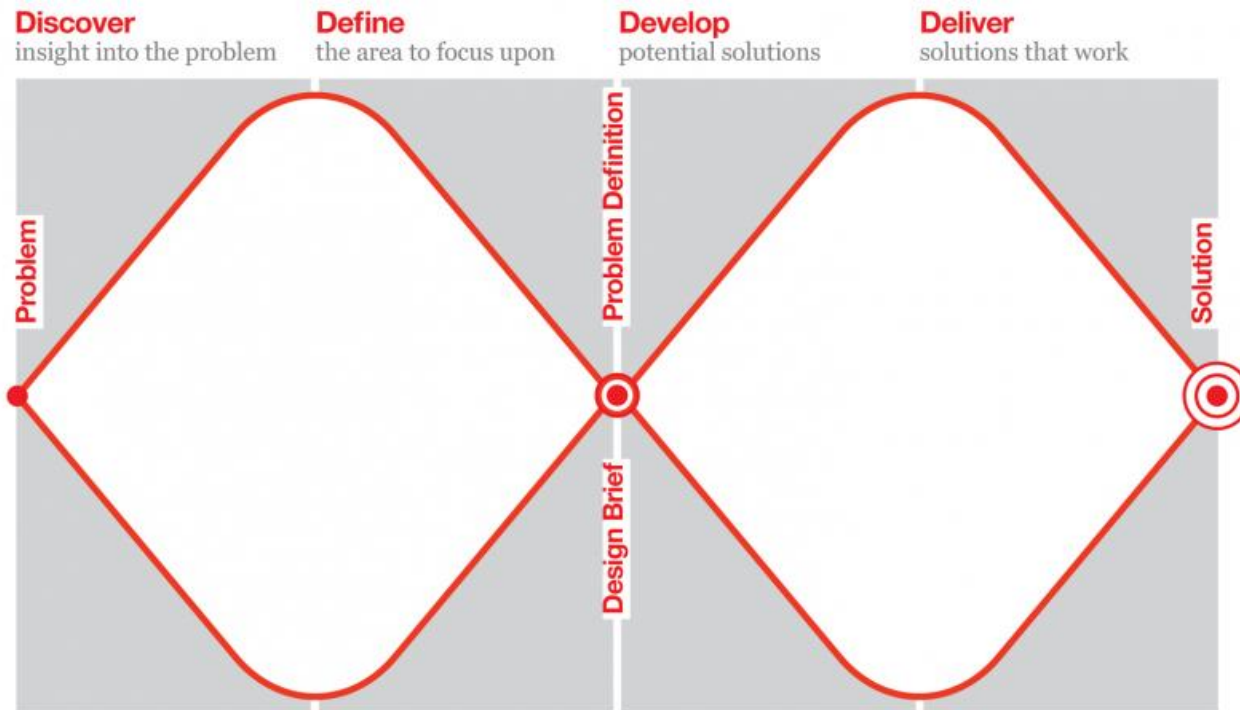 Discover
insight into the problem
Define
the area to focus upon
Develop
potential solutions
Deliver
solutions that work
Problem
Problem Definition
Design Brief
Solution